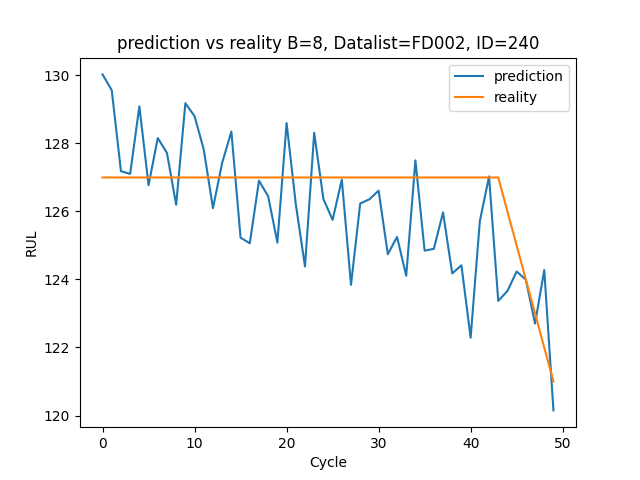 prediction vs reality B=8, Datalist=FD002, ID=240
prediction
reality
RUL
130
128
126
124
122
120
0 10 20 30 40 50
Cycle